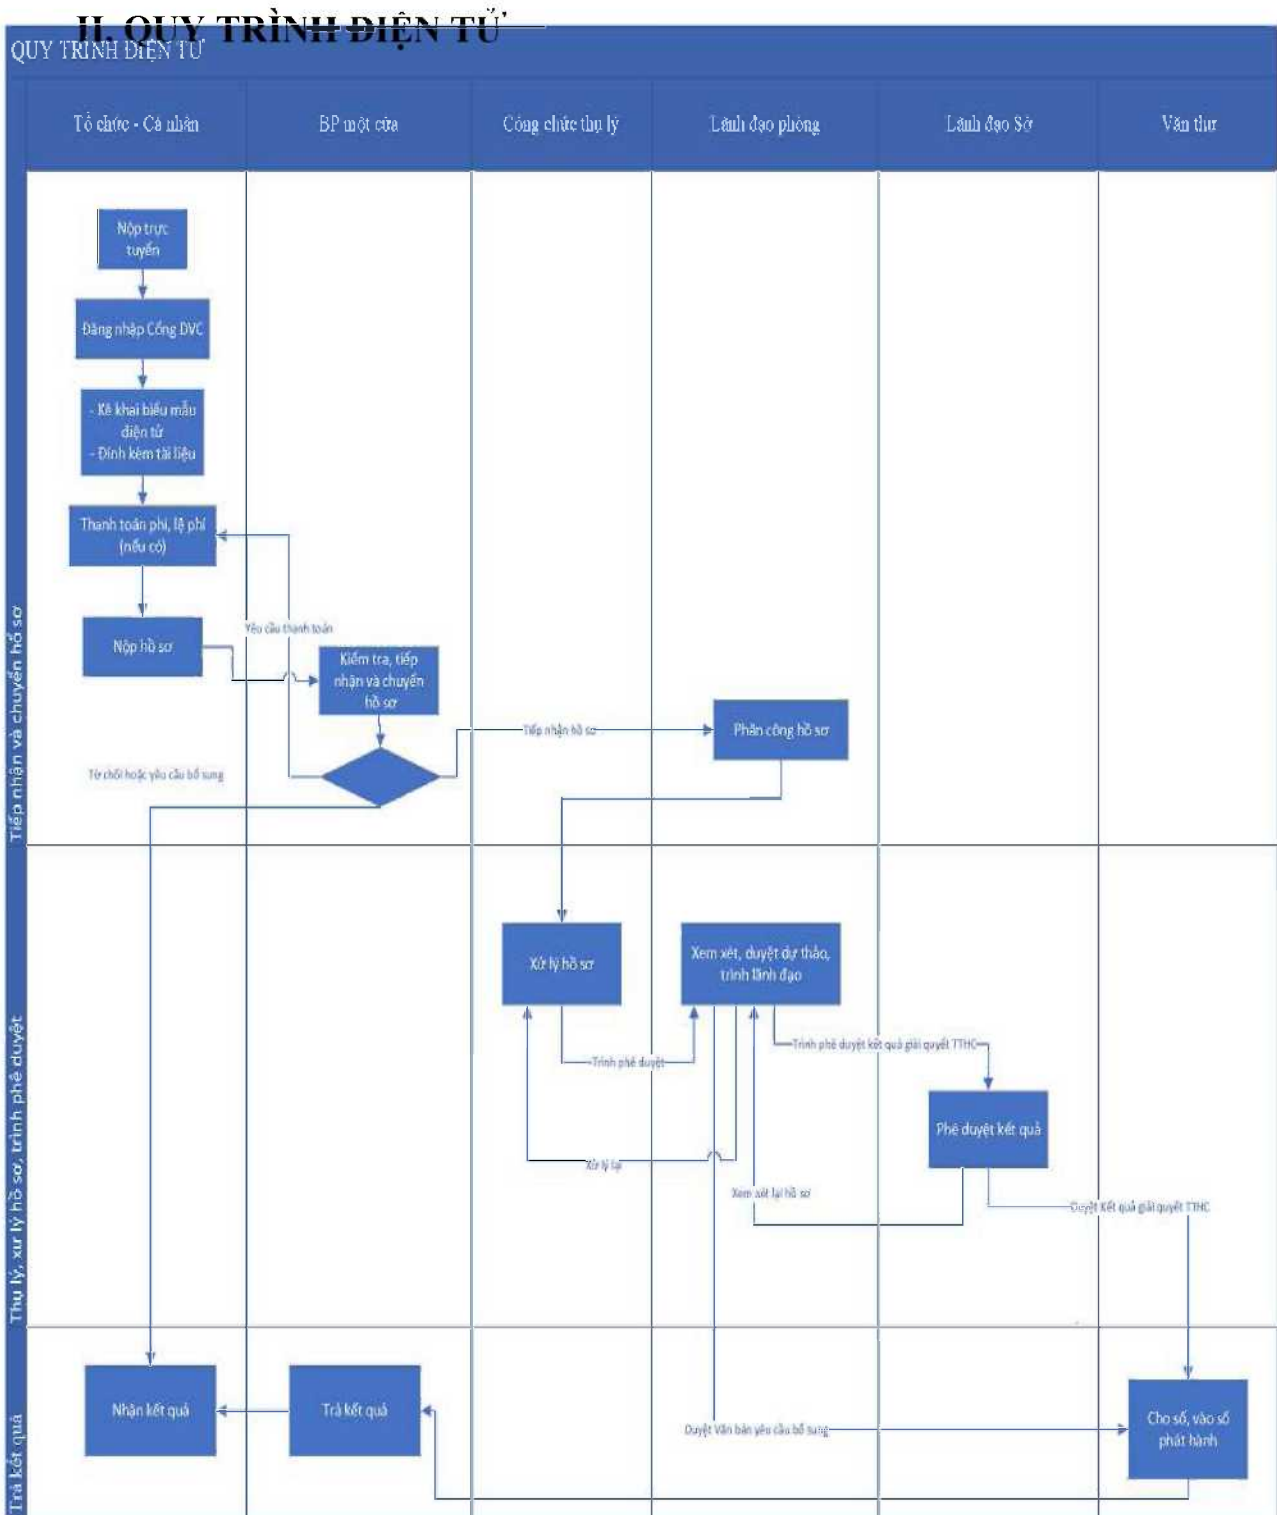 II. QUY TRÌNH ĐIỆN TỬ
QUY TRÌNH ĐIỆN TỬ
Tổ chức - Cá nhân
BP một cửa
Công chức thụ lý
Lãnh đạo phòng
Lãnh đạo Sở
Văn thư
Tiếp nhận và chuyển hồ sơ
Nộp trực
tuyến
Đăng nhập Cổng DVC
- Kê khai biểu mẫu
điện tử
- Đính kèm tài liệu
Thanh toán phí, lệ phí
(nếu có)
Yêu cầu thanh toán
Nộp hồ sơ
Kiểm tra, tiếp
nhận và chuyển
hồ sơ
Tiếp nhận hồ sơ
Phân công hồ sơ
Từ chối hoặc yêu cầu bổ sung
Thụ lý, xử lý hồ sơ, trình phê duyệt
Xử lý hồ sơ
Xem xét, duyệt dự thảo,
trình lãnh đạo
Trình phê duyệt
Trình phê duyệt kết quả giải quyết TTHC
Phê duyệt kết quả
Xử lý lại
Xem xét lại hồ sơ
Duyệt Kết quả giải quyết TTHC
Trả kết quả
Nhận kết quả
Trả kết quả
Duyệt Văn bản yêu cầu bổ sung
Cho số, vào số
phát hành